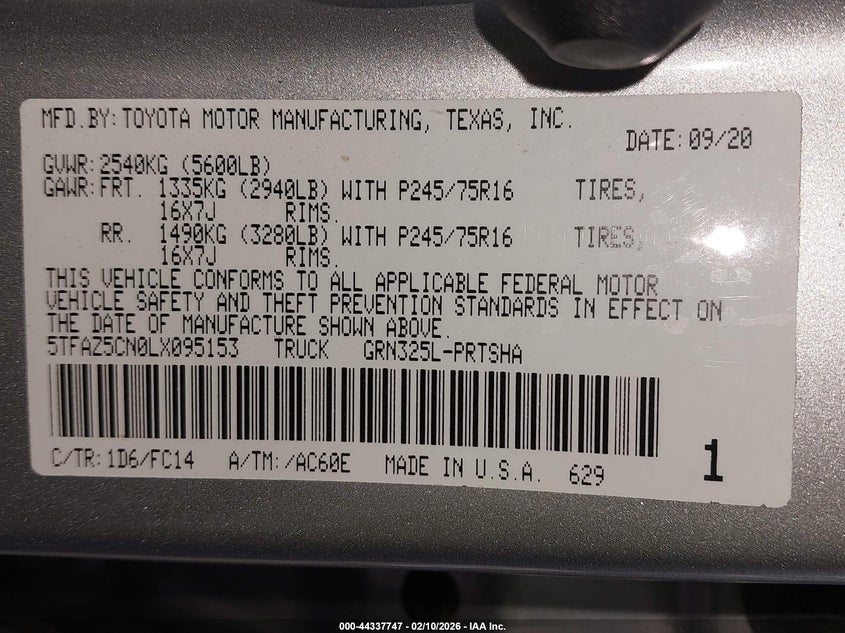 MFD.BY: TOYOTA MOTOR MANUFACTURING, TEXAS, INC.
DATE: 09/20
GVWR: 2540KG (5600LB)
GAWR: FRT. 1335KG (2940LB) WITH P245/75R16 TIRES,
16X7J RIMS.
RR. 1490KG (3280LB) WITH P245/75R16 TIRES,
16X7J RIMS.
THIS VEHICLE CONFORMS TO ALL APPLICABLE FEDERAL MOTOR
VEHICLE SAFETY AND THEFT PREVENTION STANDARDS IN EFFECT ON
THE DATE OF MANUFACTURE SHOWN ABOVE.
5TFAZ5CN0LX095153 TRUCK GRN325L-PRTSHA
C/TR: 1D6/FC14 A/TM: /AC60E MADE IN U.S.A. 629
1
000-44337747 - 02/10/2026 - IAA Inc.